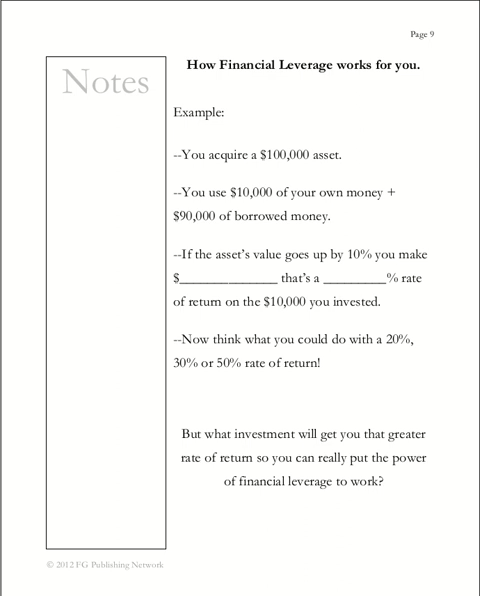 Page 9
Notes
How Financial Leverage works for you.
Example:
--You acquire a $100,000 asset.
--You use $10,000 of your own money +
$90,000 of borrowed money.
--If the asset’s value goes up by 10% you make
$______________ that’s a _________% rate
of return on the $10,000 you invested.
--Now think what you could do with a 20%,
30% or 50% rate of return!
But what investment will get you that greater
rate of return so you can really put the power
of financial leverage to work?
© 2012 FG Publishing Network